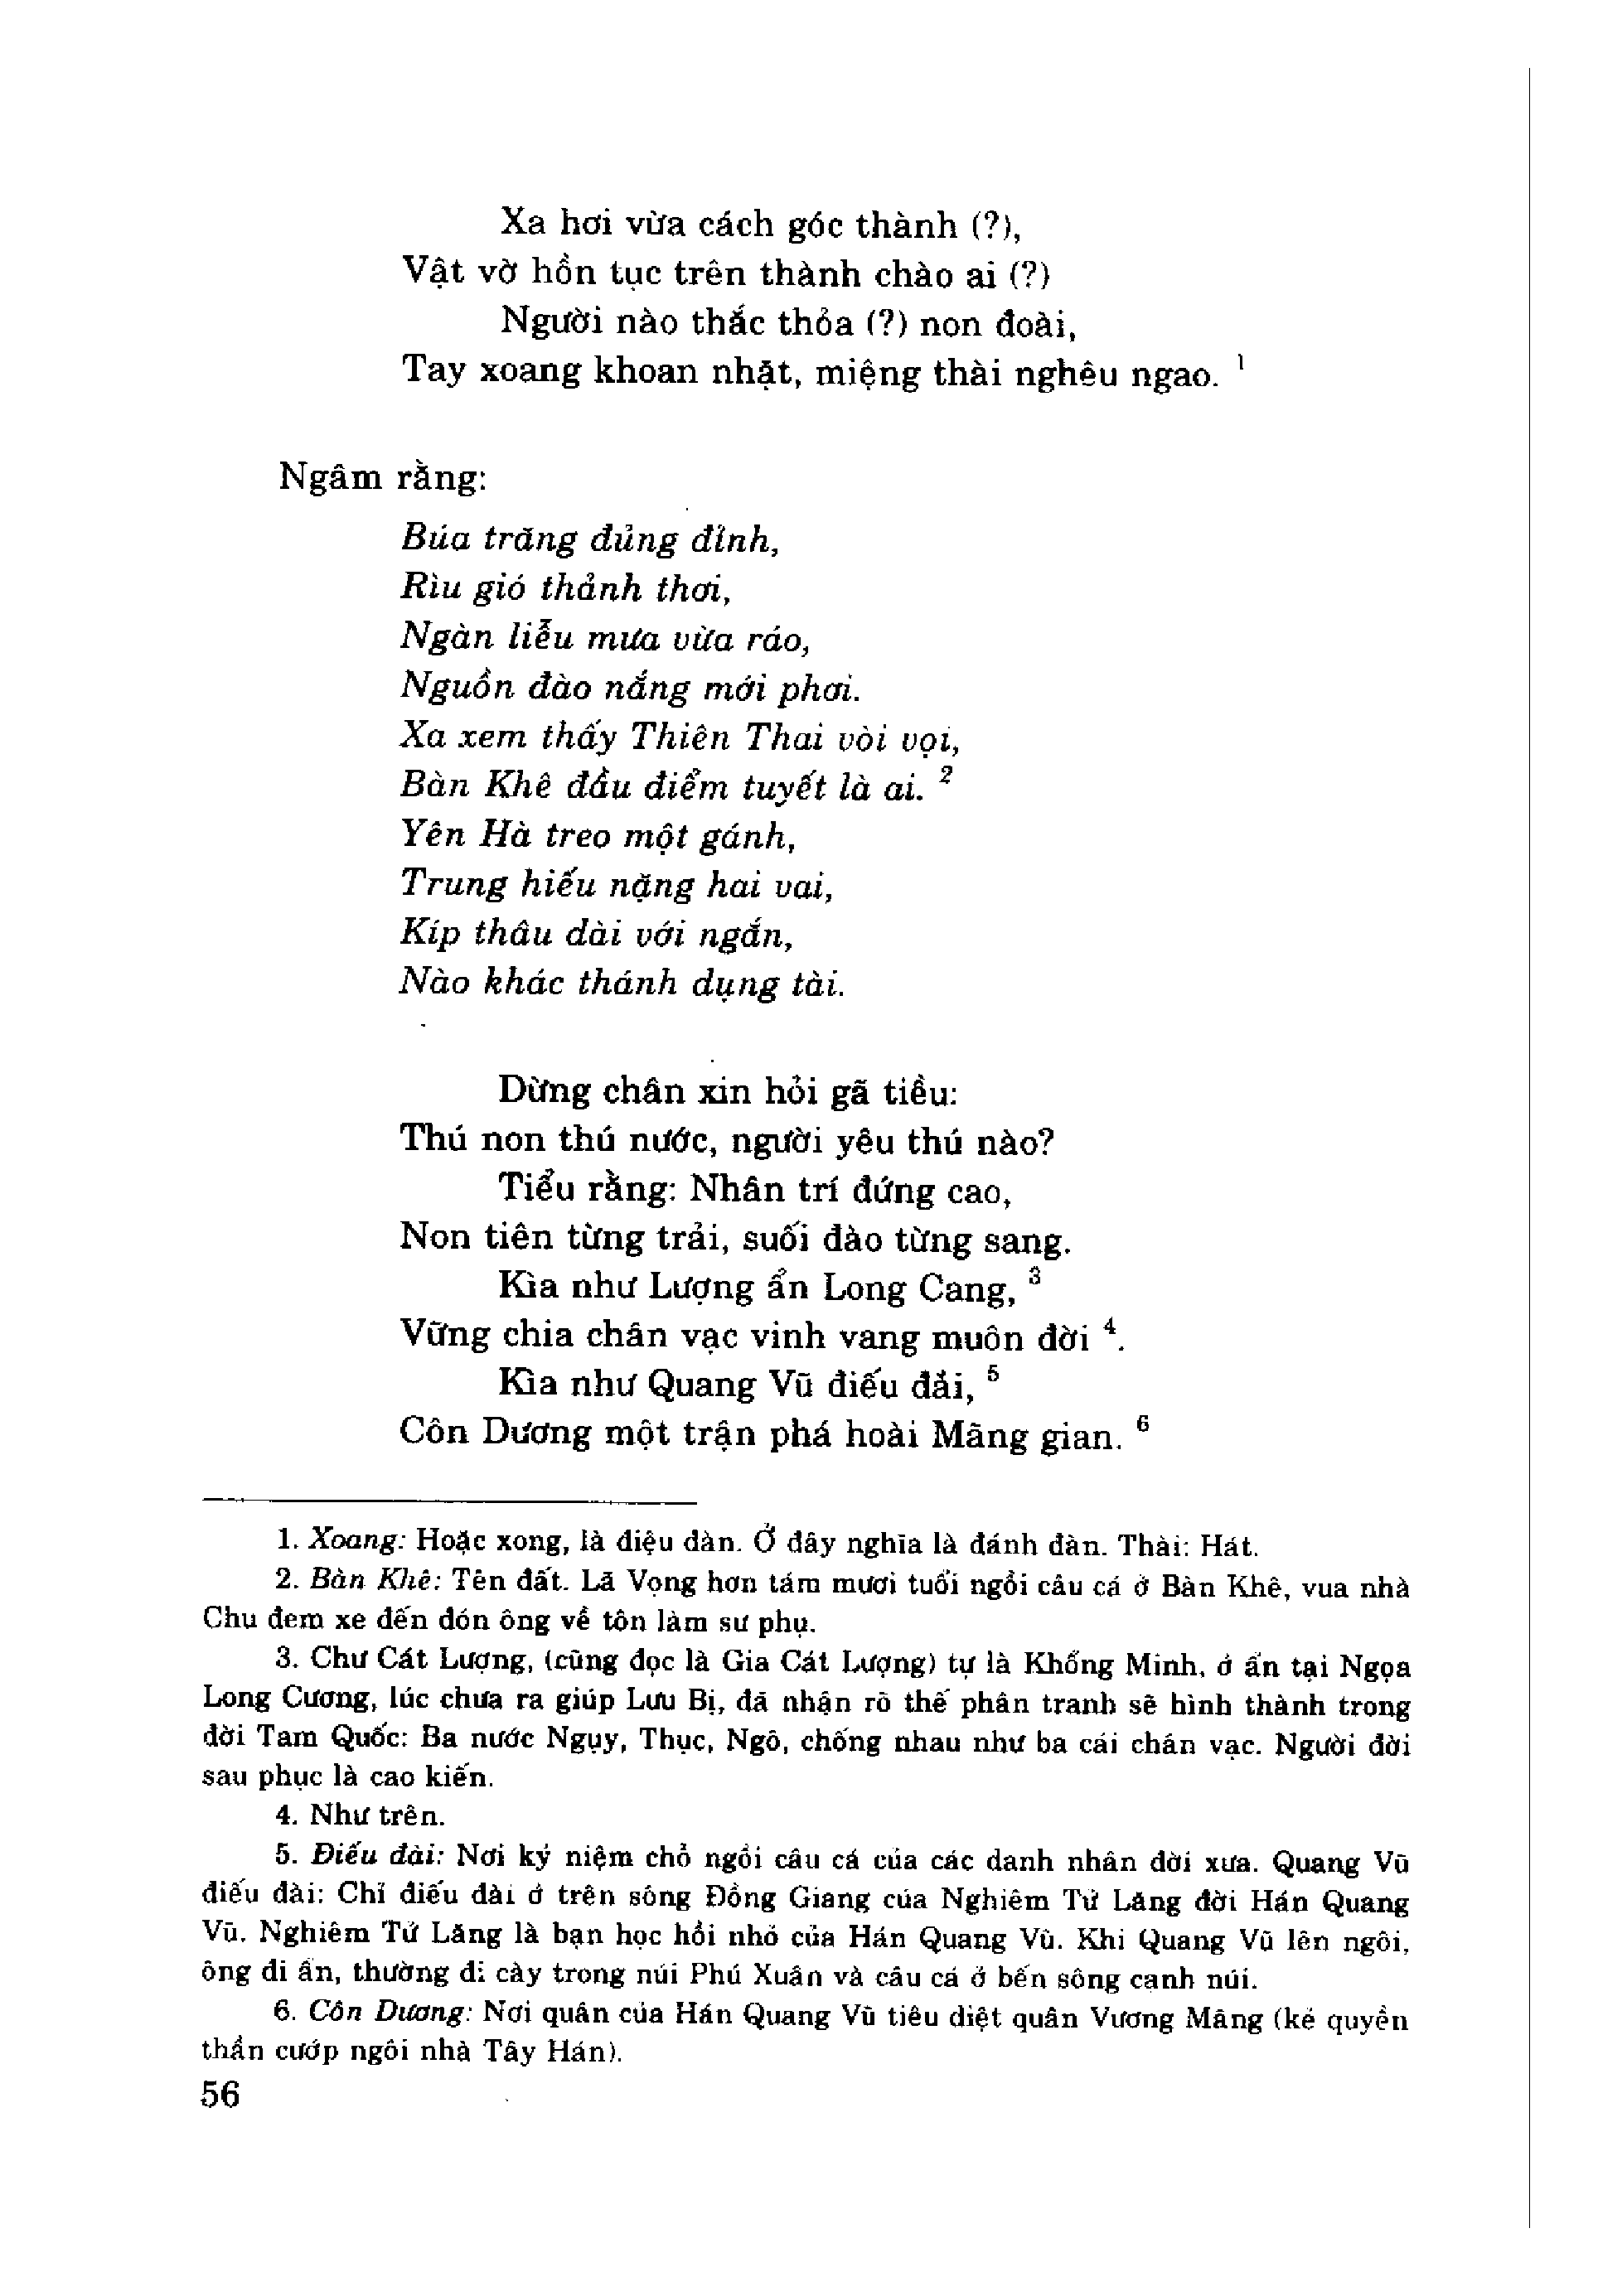 Xa hơi vừa cách góc thành (?),
Vật vờ hồn tục trên thành chào ai (?)
Người nào thắc thỏa (?) non đoài,
Tay xoang khoan nhặt, miệng thài nghêu ngao. 1
Ngâm rằng:
Búa trăng đủng đỉnh,
Rìu gió thảnh thơi,
Ngàn liễu mưa vừa ráo,
Nguồn đào nắng mới phơi.
Xa xem thấy Thiên Thai vòi vọi,
Bàn Khê đầu điểm tuyết là ai. 2
Yên Hà treo một gánh,
Trung hiếu nặng hai vai,
Kíp thâu dài với ngắn,
Nào khác thánh dụng tài.
Dừng chân xin hỏi gã tiều:
Thú non thú nước, người yêu thú nào?
Tiểu rằng: Nhân trí đứng cao,
Non tiên từng trải, suối đào từng sang.
Kìa như Lượng ẩn Long Cang, 3
Vững chia chân vạc vinh vang muôn đời 4.
Kìa như Quang Vũ điếu đài, 5
Côn Dương một trận phá hoài Mãng gian. 6
1. Xoang: Hoặc xong, là điệu đàn. Ở đây nghĩa là đánh đàn. Thài: Hát.
2. Bàn Khê: Tên đất. Lã Vọng hơn tám mươi tuổi ngồi câu cá ở Bàn Khê, vua nhà
Chu đem xe đến đón ông về tôn làm sư phụ.
3. Chư Cát Lượng, (cũng đọc là Gia Cát Lượng) tự là Khổng Minh, ở ẩn tại Ngọa
Long Cương, lúc chưa ra giúp Lưu Bị, đã nhận rõ thế phân tranh sẽ hình thành trong
đời Tam Quốc: Ba nước Ngụy, Thục, Ngô, chống nhau như ba cái chân vạc. Người đời
sau phục là cao kiến.
4. Như trên.
5. Điếu đài: Nơi kỷ niệm chỗ ngồi câu cá của các danh nhân đời xưa. Quang Vũ
điếu đài: Chỉ điếu đài ở trên sông Đồng Giang của Nghiêm Tử Lăng đời Hán Quang
Vũ. Nghiêm Tử Lăng là bạn học hồi nhỏ của Hán Quang Vũ. Khi Quang Vũ lên ngôi,
ông đi ẩn, thường đi cày trong núi Phú Xuân và câu cá ở bến sông cạnh núi.
6. Côn Dương: Nơi quân của Hán Quang Vũ tiêu diệt quân Vương Mãng (kẻ quyền
thần cướp ngôi nhà Tây Hán).
56